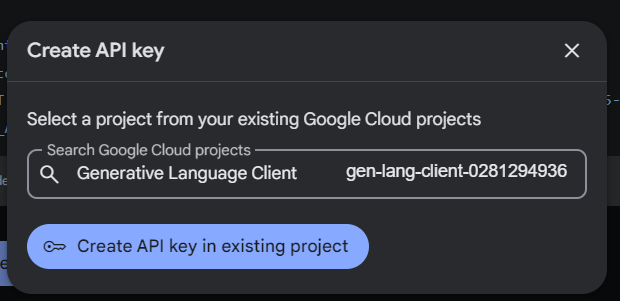 Create API key
Select a project from your existing Google Cloud projects
Search Google Cloud projects
Generative Language Client gen-lang-client-0281294936
Create API key in existing project